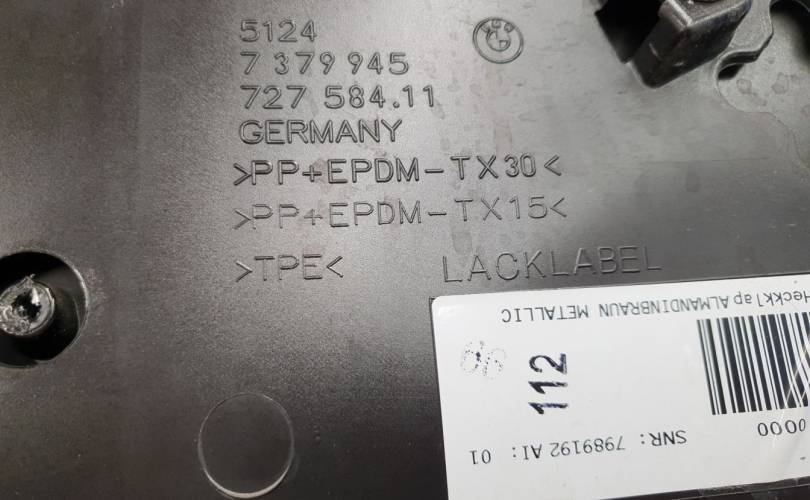 5124
7 379 945
727 584.11
GERMANY
>PP+EPDM-TX30<
>PP+EPDM-TX15<
>TPE< LACKLABEL
Heckklap ALMANDINBRAUN METALLIC
112
0000
SNR: 7989192 AI: 01